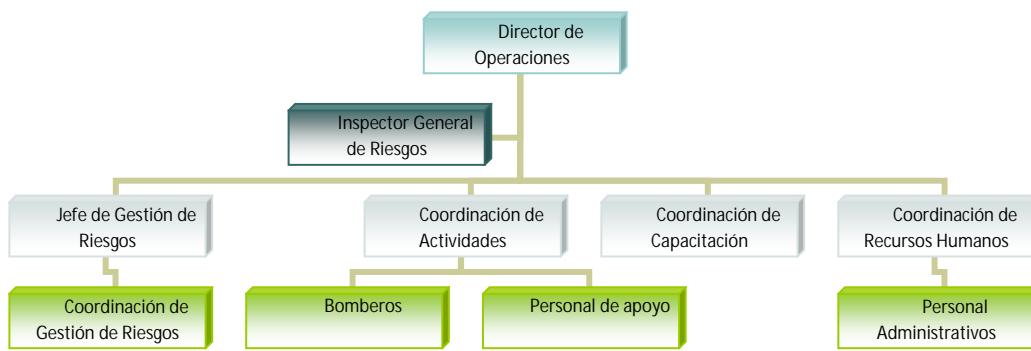 Director de
Operaciones
Inspector General
de Riesgos
Jefe de Gestión de
Riesgos
Coordinación de
Actividades
Coordinación de
Capacitación
Coordinación de
Recursos Humanos
Coordinación de
Gestión de Riesgos
Bomberos
Personal de apoyo
Personal
Administrativos